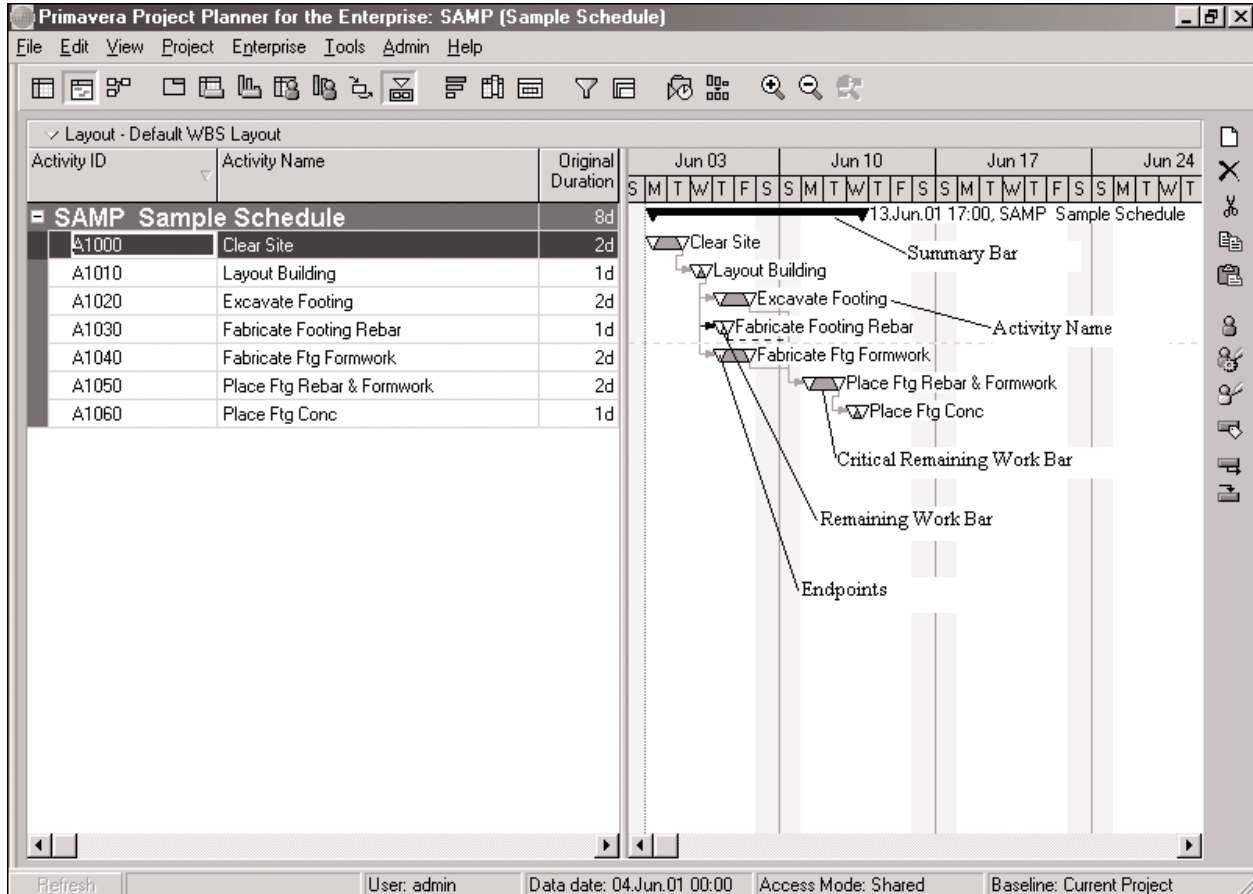 Primavera Project Planner for the Enterprise: SAMP (Sample Schedule)
File Edit View Project Enterprise Tools Admin Help
Layout - Default WBS Layout
Activity ID Activity Name Original Duration
Jun 03 Jun 10 Jun 17 Jun 24
S M T W T F S S M T W T F S S M T W T F S S M T W T
SAMP Sample Schedule 8d 13.Jun.01 17:00, SAMP Sample Schedule
A1000 Clear Site 2d Clear Site
Summary Bar
A1010 Layout Building 1d Layout Building
A1020 Excavate Footing 2d Excavate Footing
A1030 Fabricate Footing Rebar 1d Fabricate Footing Rebar
Activity Name
A1040 Fabricate Ftg Formwork 2d Fabricate Ftg Formwork
A1050 Place Ftg Rebar & Formwork 2d Place Ftg Rebar & Formwork
A1060 Place Ftg Conc 1d Place Ftg Conc
Critical Remaining Work Bar
Remaining Work Bar
Endpoints
Refresh User: admin Data date: 04.Jun.01 00:00 Access Mode: Shared Baseline: Current Project